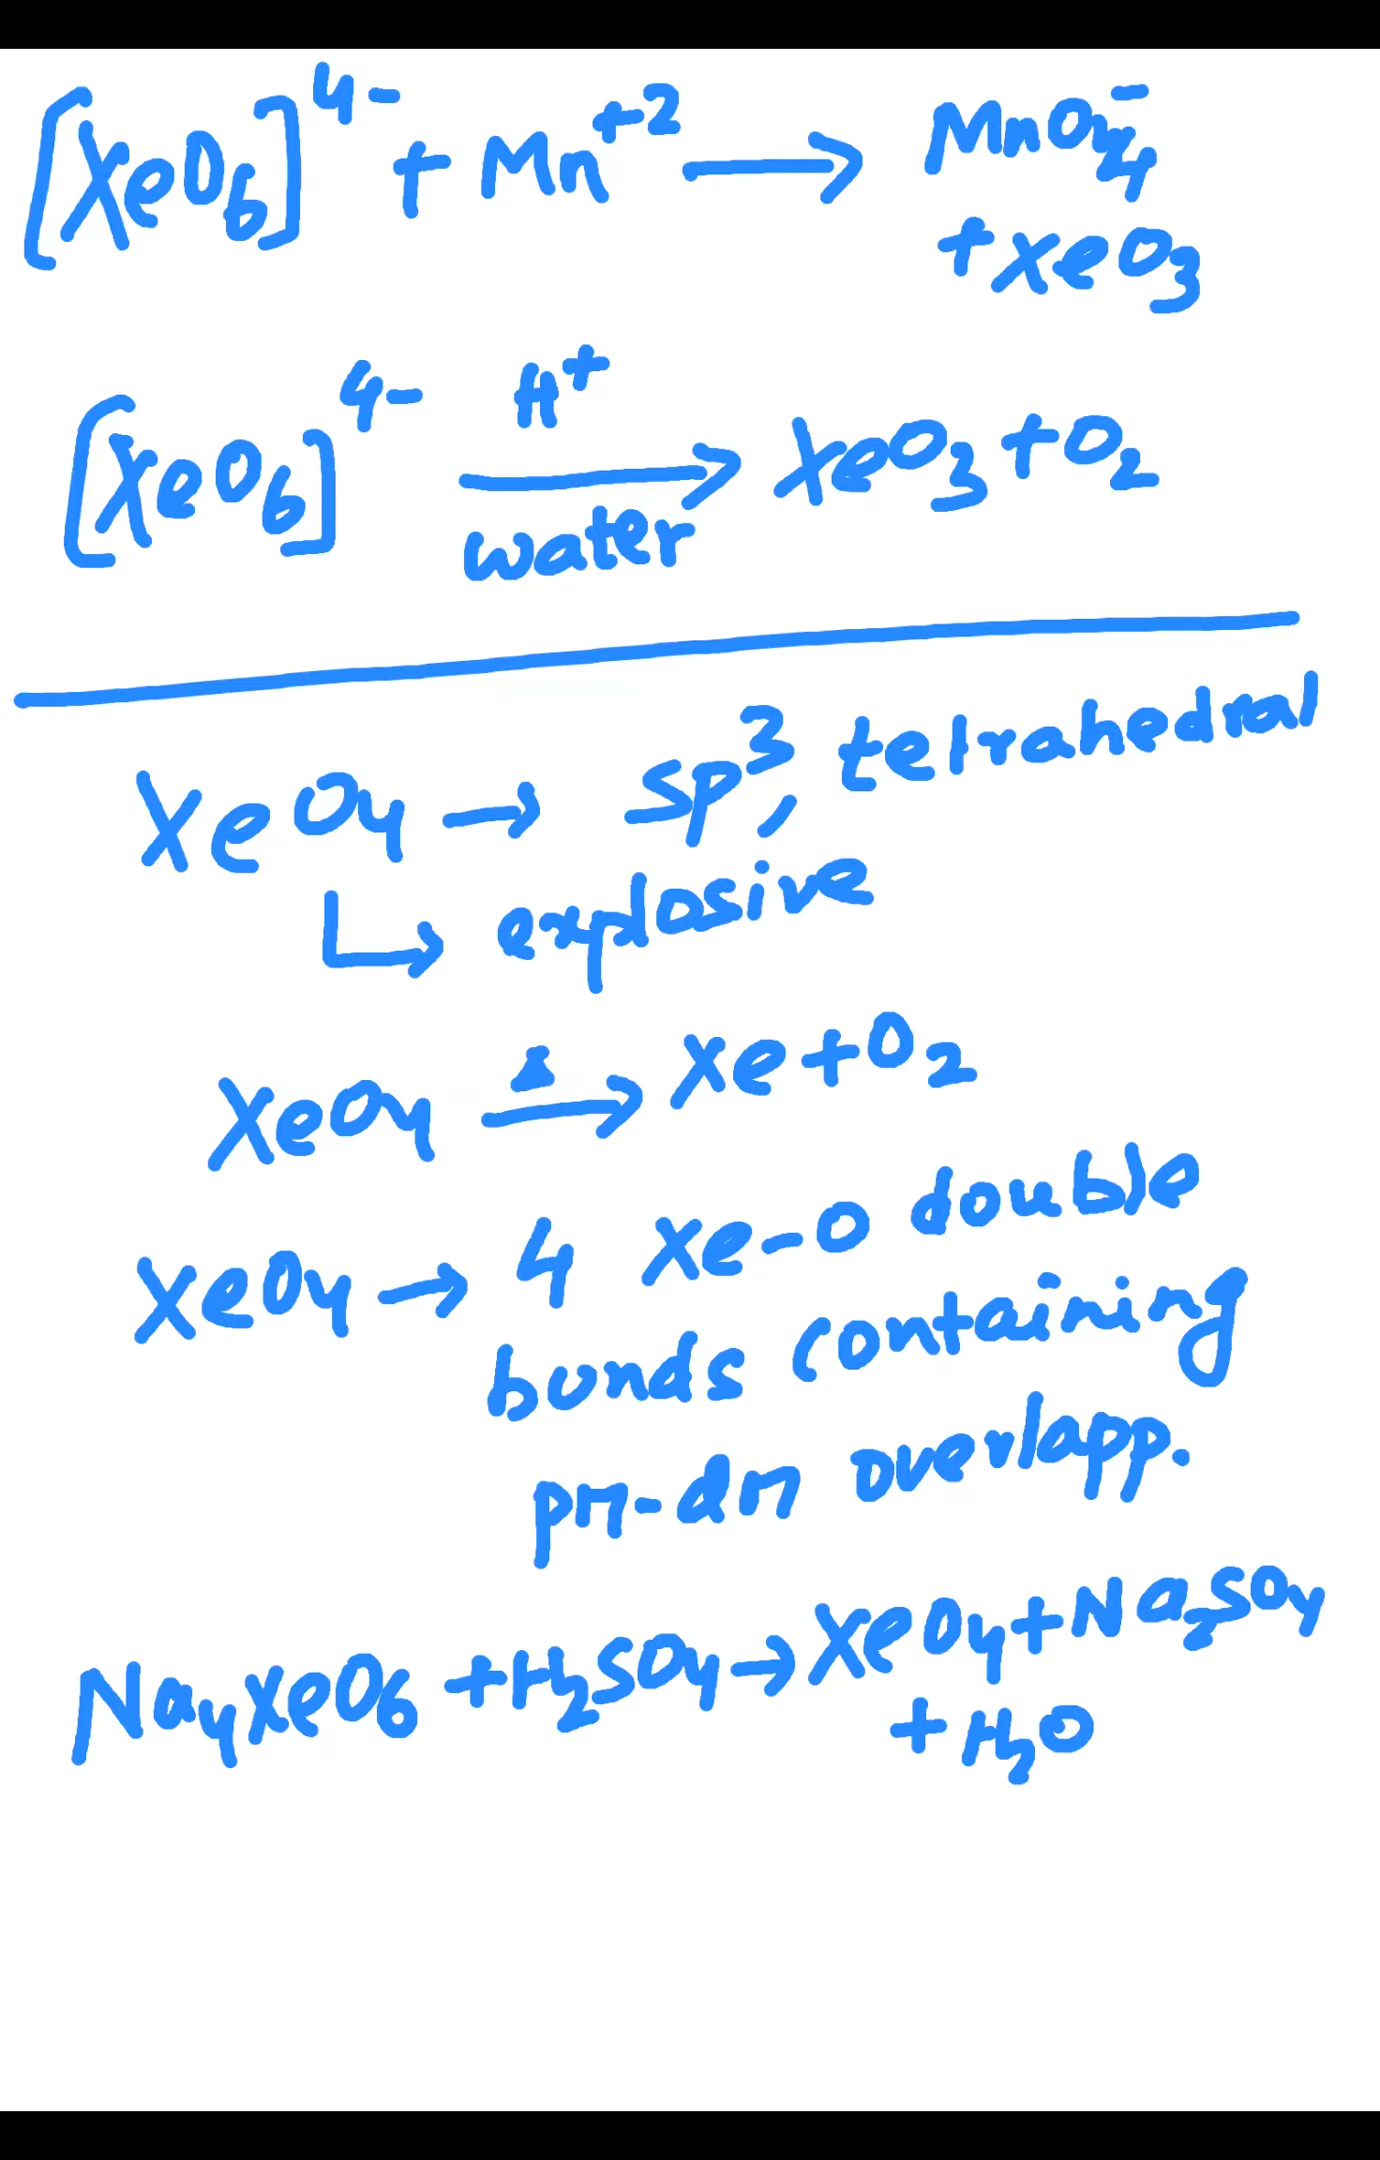 [XeO₆]⁴⁻ + Mn⁺² ⟶ MnO₄⁻
+ XeO₃
[XeO₆]⁴⁻ H⁺ ⟶ XeO₃ + O₂
water
XeO₄ → sp³, tetrahedral
↳ explosive
XeO₄ Δ ⟶ Xe + O₂
XeO₄ → 4 Xe-O double
bonds containing
pπ-dπ overlapp.
Na₄XeO₆ + H₂SO₄ → XeO₄ + Na₂SO₄
+ H₂O